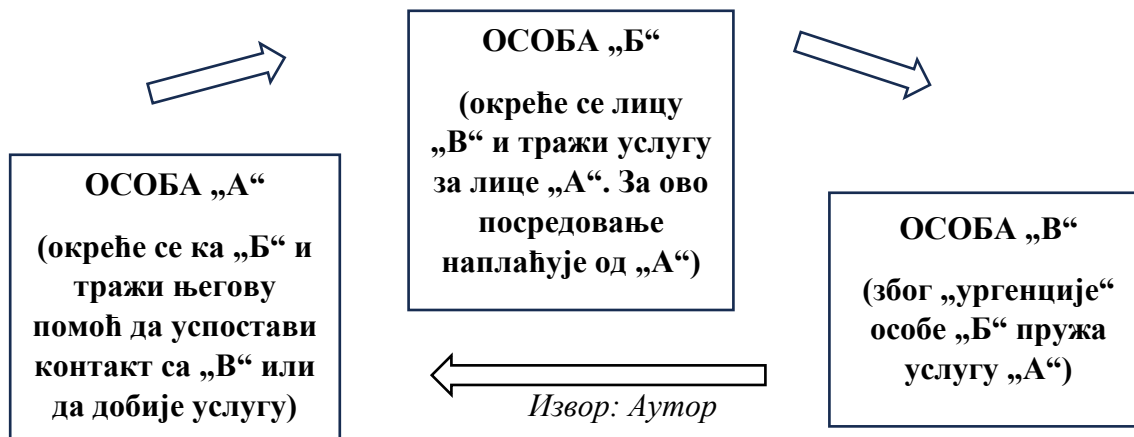 ОСОБА „А“
(окреће се ка „Б“ и
тражи његову
помоћ да успостави
контакт са „В“ или
да добије услугу)
ОСОБА „Б“
(окреће се лицу
„В“ и тражи услугу
за лице „А“. За ово
посредовање
наплаћује од „А“)
ОСОБА „В“
(због „ургенције“
особе „Б“ пружа
услугу „А“)
Извор: Аутор